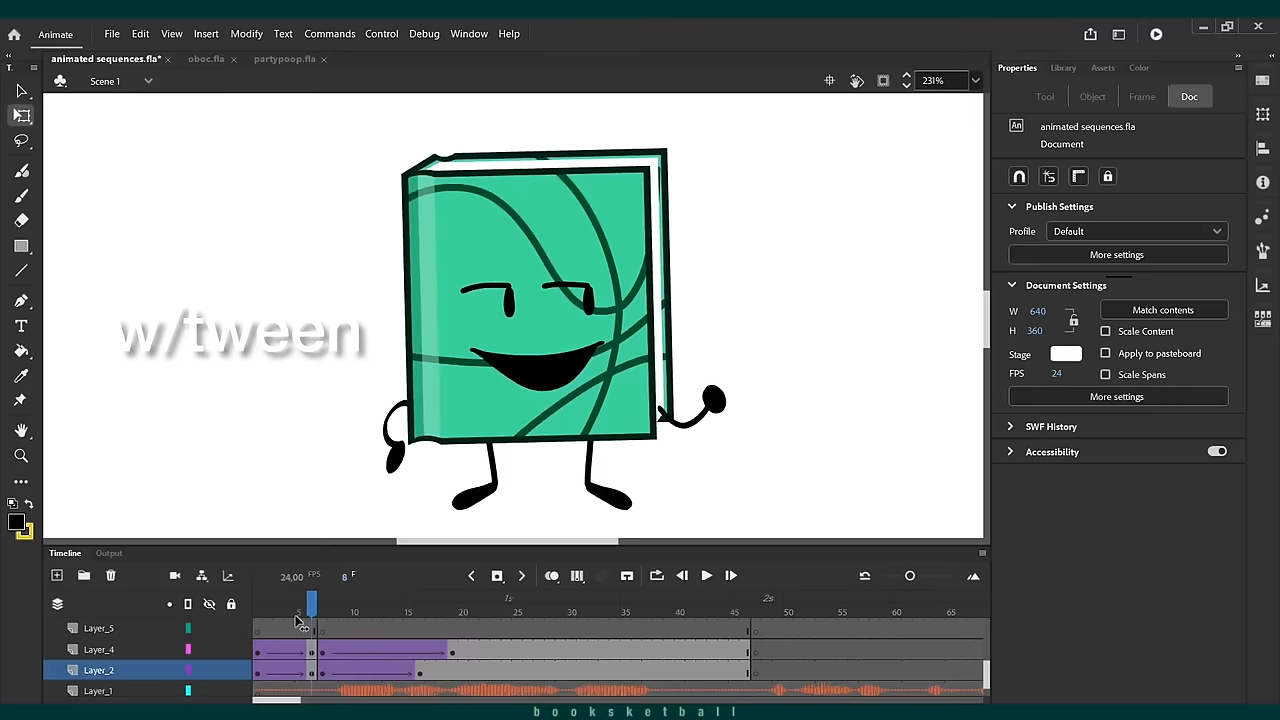 Animate File Edit View Insert Modify Text Commands Control Debug Window Help
animated sequences.fla* oboc.fla partypoop.fla
Scene 1 231%
T.
w/tween
Properties Library Assets Color
Tool Object Frame Doc
An animated sequences.fla
Document
Publish Settings
Profile Default
More settings
Document Settings
W 640 Match contents
H 360 Scale Content
Stage Apply to pasteboard
FPS 24 Scale Spans
More settings
SWF History
Accessibility
Timeline Output
24,00 FPS 8 F
1s 2s
5 10 15 20 25 30 35 40 45 50 55 60 65
Layer_5
Layer_4
Layer_2
Layer_1
booksketball